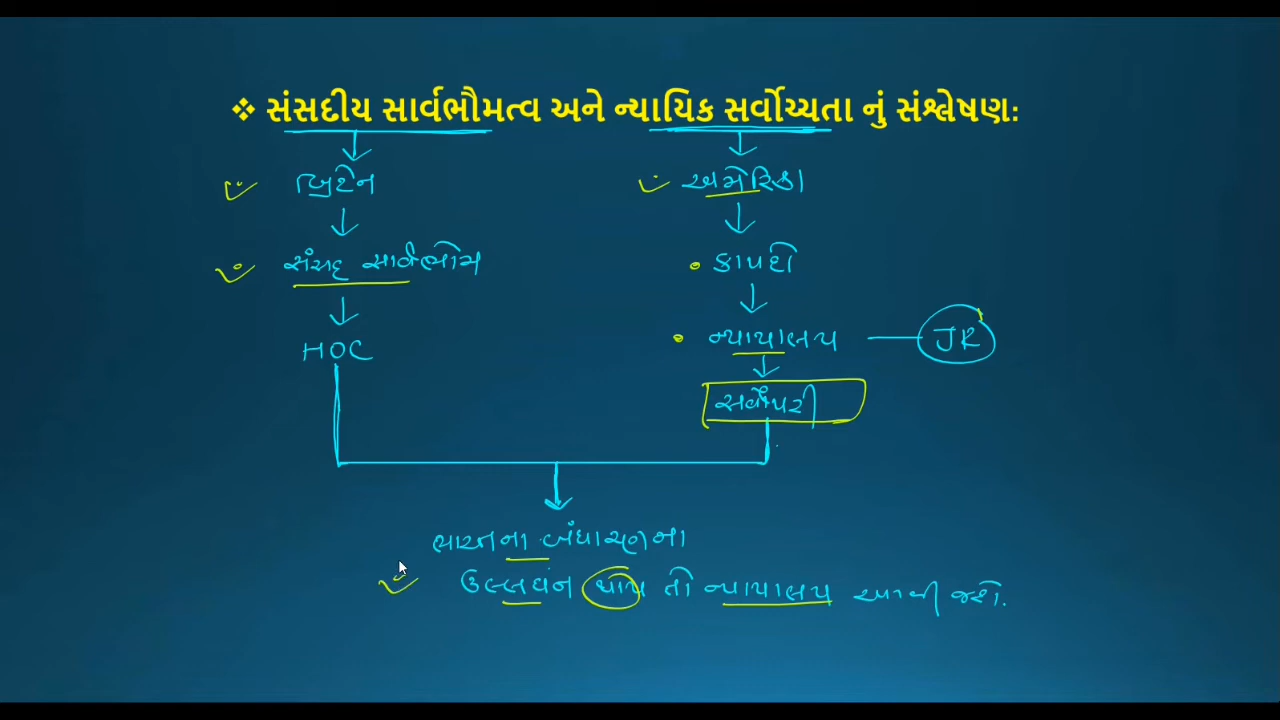 ❖ સંસદીય સાર્વભૌમત્વ અને ન્યાયિક સર્વોચ્ચતા નું સંશ્લેષણ:
બ્રિટેન
અમેરિકા
સંસદ સાર્વભૌમ
કાયદો
HOC
ન્યાયાલય
JR
સર્વોપરી
ભારતના બંધારણના
ઉલ્લઘંન થાય તો ન્યાયાલય આવી જશે.